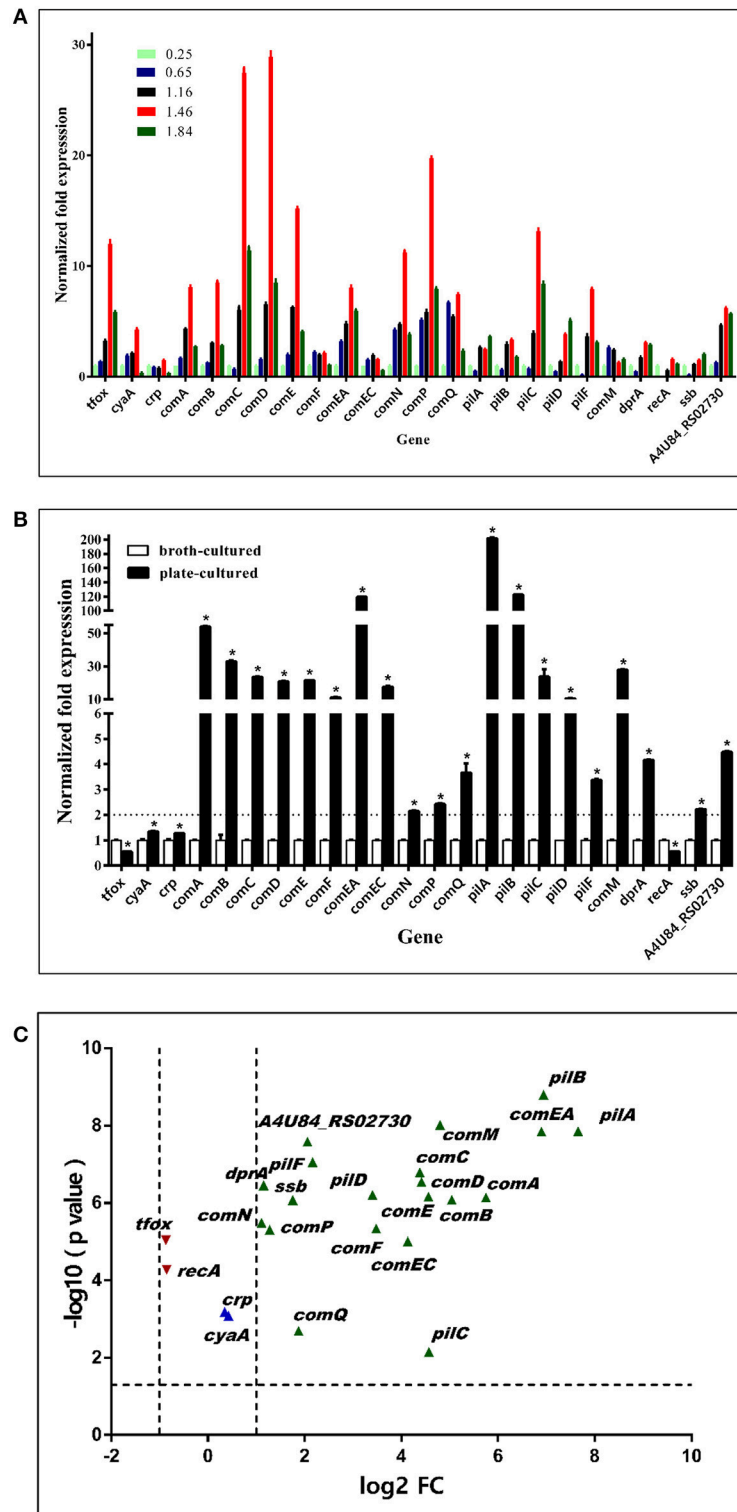 A
30
20
10
0
Normalized fold expresssion
0.25
0.65
1.16
1.46
1.84
tfox
cyaA
crp
comA
comB
comC
comD
comE
comF
comEA
comEC
comN
comP
comQ
pilA
pilB
pilC
pilD
pilF
comM
dprA
recA
ssb
A4U84_RS02730
Gene
B
200
180
160
140
120
100
50
30
10
6
5
4
3
2
1
0
Normalized fold expresssion
broth-cultured
plate-cultured
* * * * * * * * * * * * * * * * * * * * * * * *
tfox
cyaA
crp
comA
comB
comC
comD
comE
comF
comEA
comEC
comN
comP
comQ
pilA
pilB
pilC
pilD
pilF
comM
dprA
recA
ssb
A4U84_RS02730
Gene
C
10
8
6
4
2
0
-log10 ( p value)
pilB
A4U84_RS02730
comEA
pilA
comM
pilF
comC
dprA
ssb
pilD
comD
comA
comN
comE
comB
tfox
comP
comF
comEC
recA
crp
cyaA
comQ
pilC
-2
0
2
4
6
8
10
log2 FC